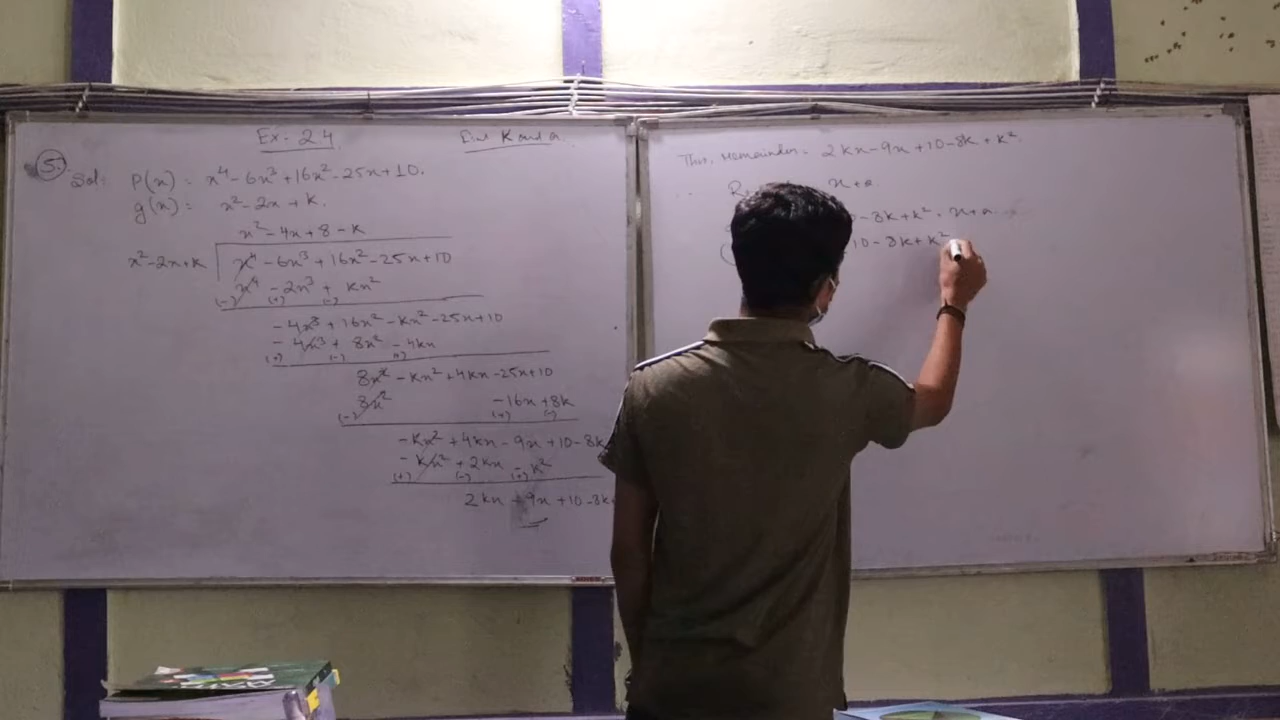 Ex - 2.4
Find K and a.
5.
Sol: P(x) = x⁴ - 6x³ + 16x² - 25x + 10.
g(x) = x² - 2x + K.
x² - 4x + 8 - K
x² - 2x + K
x⁴ - 6x³ + 16x² - 25x + 10
x⁴ - 2x³ + Kx²
(-) (+) (-)
- 4x³ + 16x² - Kx² - 25x + 10
- 4x³ + 8x² - 4Kx
(+) (-) (+)
8x² - Kx² + 4Kx - 25x + 10
8x² - 16x + 8K
(-) (+) (-)
- Kx² + 4Kx - 9x + 10 - 8K
- Kx² + 2Kx - K²
(+) (-) (+)
2Kx - 9x + 10 - 8K
Thus, remainder = 2Kx - 9x + 10 - 8K + K²
x + a
- 8K + K² = x + a
10 - 8K + K²